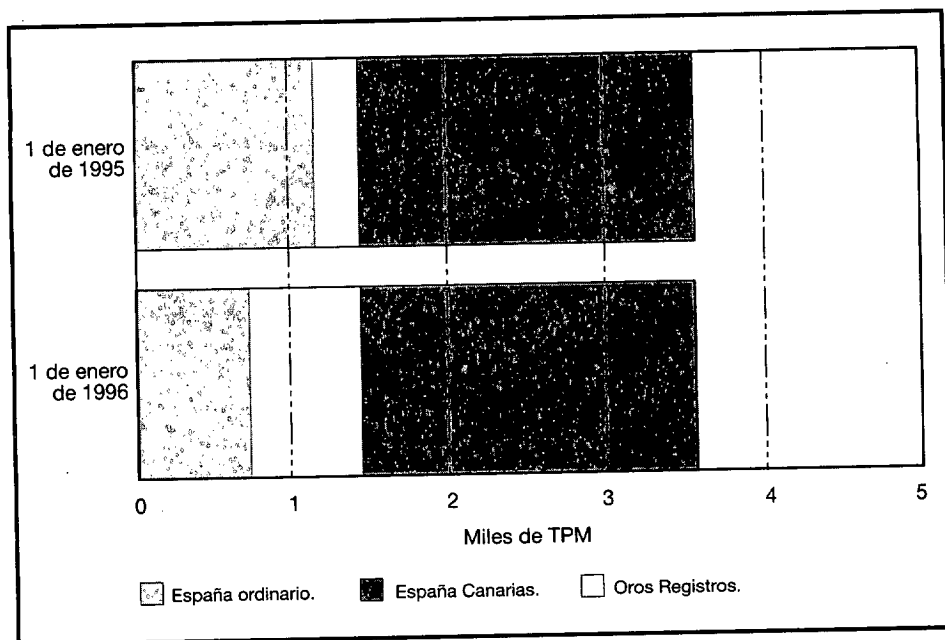 1 de enero
de 1995
1 de enero
de 1996
0 1 2 3 4 5
Miles de TPM
España ordinario. España Canarias. Oros Registros.